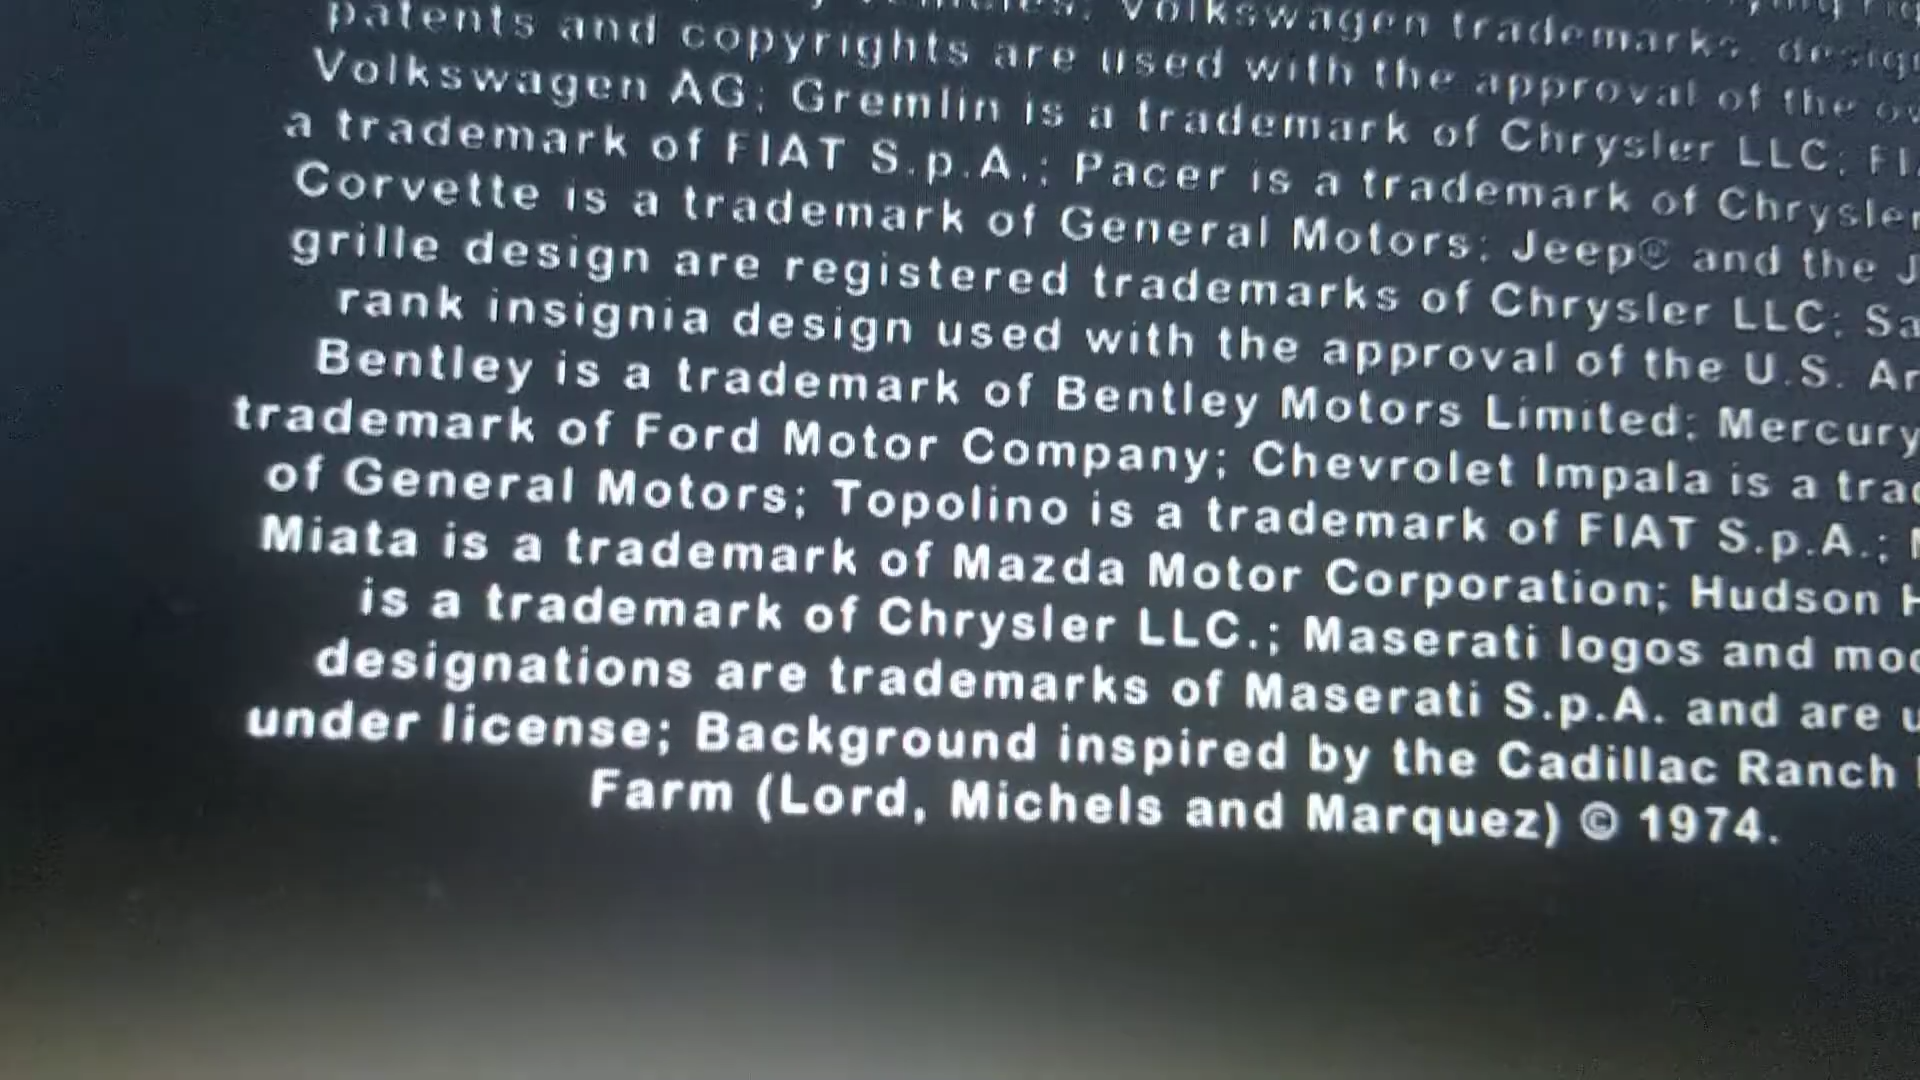 Volkswagen trademarks, design
patents and copyrights are used with the approval of the
Volkswagen AG; Gremlin is a trademark of Chrysler LLC;
a trademark of FIAT S.p.A.; Pacer is a trademark of Chrysler
Corvette is a trademark of General Motors; Jeep® and the
grille design are registered trademarks of Chrysler LLC;
rank insignia design used with the approval of the U.S.
Bentley is a trademark of Bentley Motors Limited; Mercury
trademark of Ford Motor Company; Chevrolet Impala is a
of General Motors; Topolino is a trademark of FIAT S.p.A.;
Miata is a trademark of Mazda Motor Corporation; Hudson
is a trademark of Chrysler LLC.; Maserati logos and
designations are trademarks of Maserati S.p.A. and are
under license; Background inspired by the Cadillac Ranch
Farm (Lord, Michels and Marquez) © 1974.